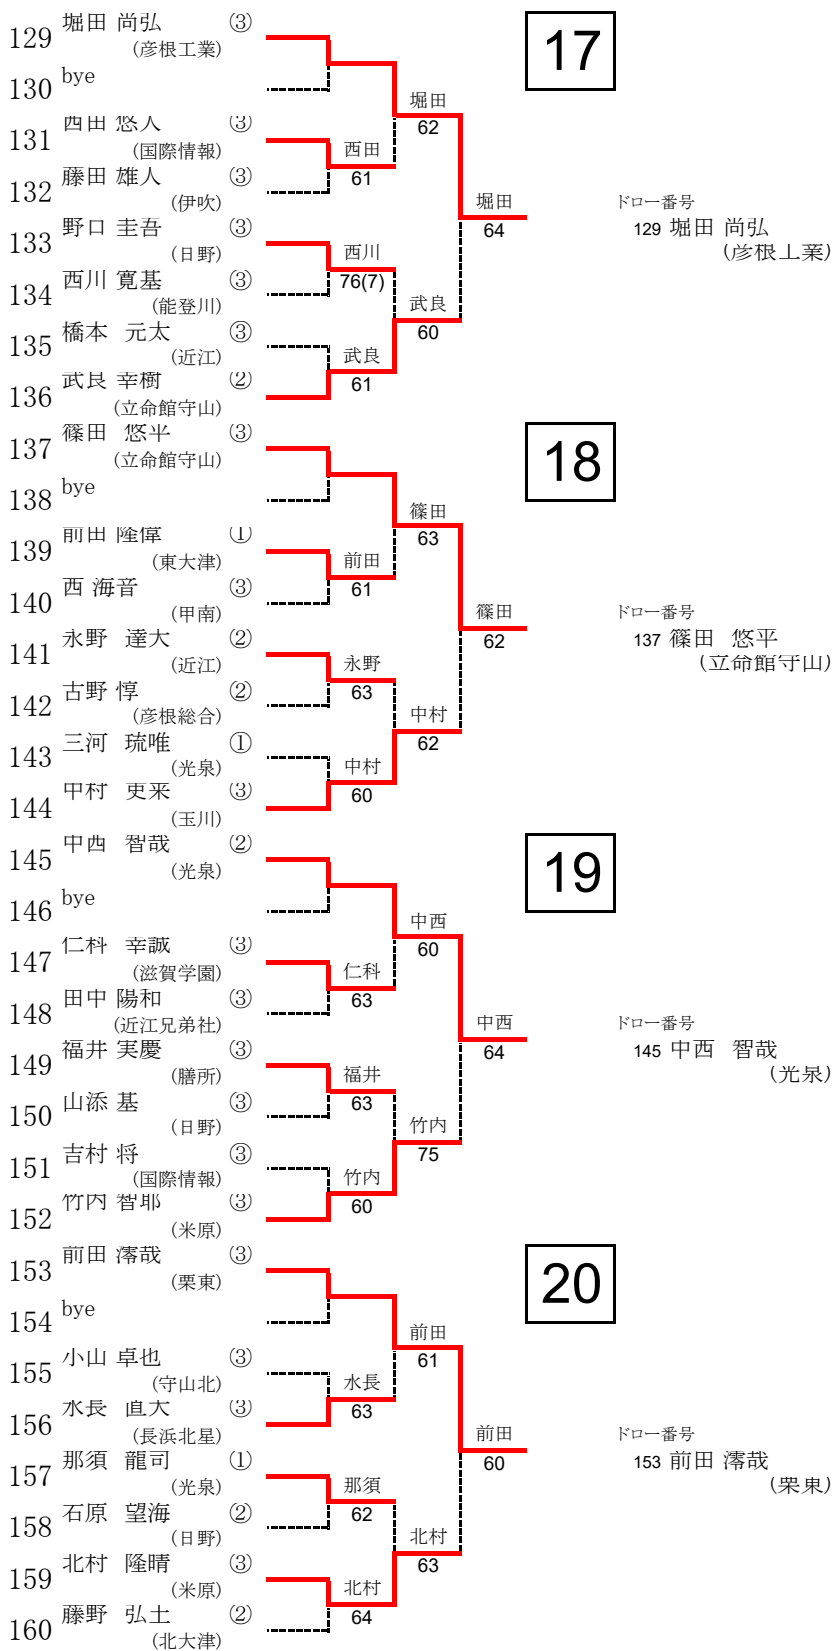 17
129 堀田 尚弘 ③
(彦根工業)
130 bye
堀田
62
131 西田 悠人 ③
(国際情報)
西田
61
132 藤田 雄人 ③
(伊吹)
堀田
64
ドロー番号
129 堀田 尚弘
(彦根工業)
133 野口 圭吾 ③
(日野)
西川
76(7)
134 西川 寛基 ③
(能登川)
武良
60
135 橋本 元太 ③
(近江)
武良
61
136 武良 幸樹 ②
(立命館守山)
18
137 篠田 悠平 ③
(立命館守山)
138 bye
篠田
63
139 前田 隆偉 ①
(東大津)
前田
61
140 西 海音 ③
(甲南)
篠田
62
ドロー番号
137 篠田 悠平
(立命館守山)
141 永野 達大 ②
(近江)
永野
63
142 古野 惇 ②
(彦根総合)
中村
62
143 三河 琉唯 ①
(光泉)
中村
60
144 中村 吏来 ③
(玉川)
19
145 中西 智哉 ②
(光泉)
146 bye
中西
60
147 仁科 幸誠 ③
(滋賀学園)
仁科
63
148 田中 陽和 ③
(近江兄弟社)
中西
64
ドロー番号
145 中西 智哉
(光泉)
149 福井 実慶 ③
(膳所)
福井
63
150 山添 基 ③
(日野)
竹内
75
151 吉村 将 ③
(国際情報)
竹内
60
152 竹内 智耶 ③
(米原)
20
153 前田 澪哉 ③
(栗東)
154 bye
前田
61
155 小山 卓也 ③
(守山北)
水長
63
156 水長 直大 ③
(長浜北星)
前田
60
ドロー番号
153 前田 澪哉
(栗東)
157 那須 龍司 ①
(光泉)
那須
62
158 石原 望海 ②
(日野)
北村
63
159 北村 隆晴 ③
(米原)
北村
64
160 藤野 弘土 ②
(北大津)